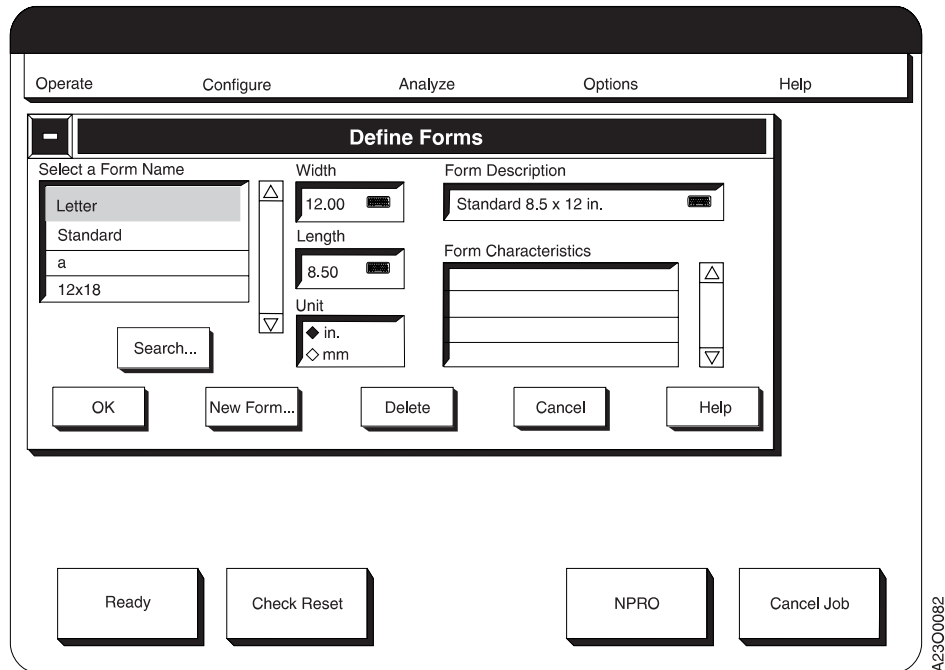 Operate Configure Analyze Options Help
Define Forms
Select a Form Name
Letter
Standard
a
12x18
Search...
Width
12.00
Length
8.50
Unit
in.
mm
Form Description
Standard 8.5 x 12 in.
Form Characteristics
OK New Form... Delete Cancel Help
Ready Check Reset NPRO Cancel Job
A23O0082